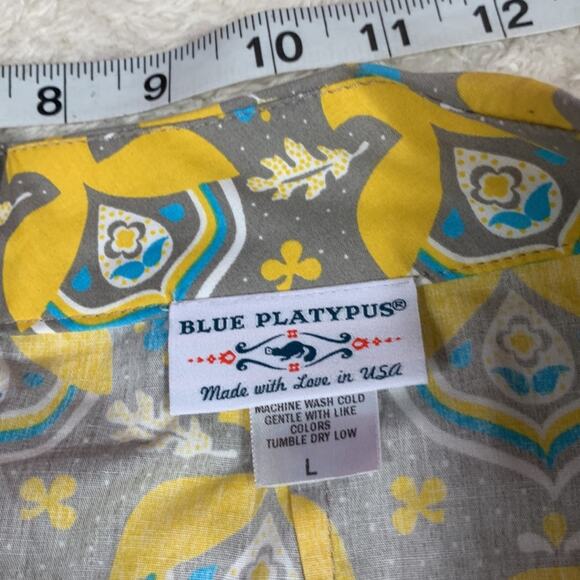 8 9 10 11 12
BLUE PLATYPUS®
Made with Love in USA
MACHINE WASH COLD
GENTLE WITH LIKE
COLORS
TUMBLE DRY LOW
L